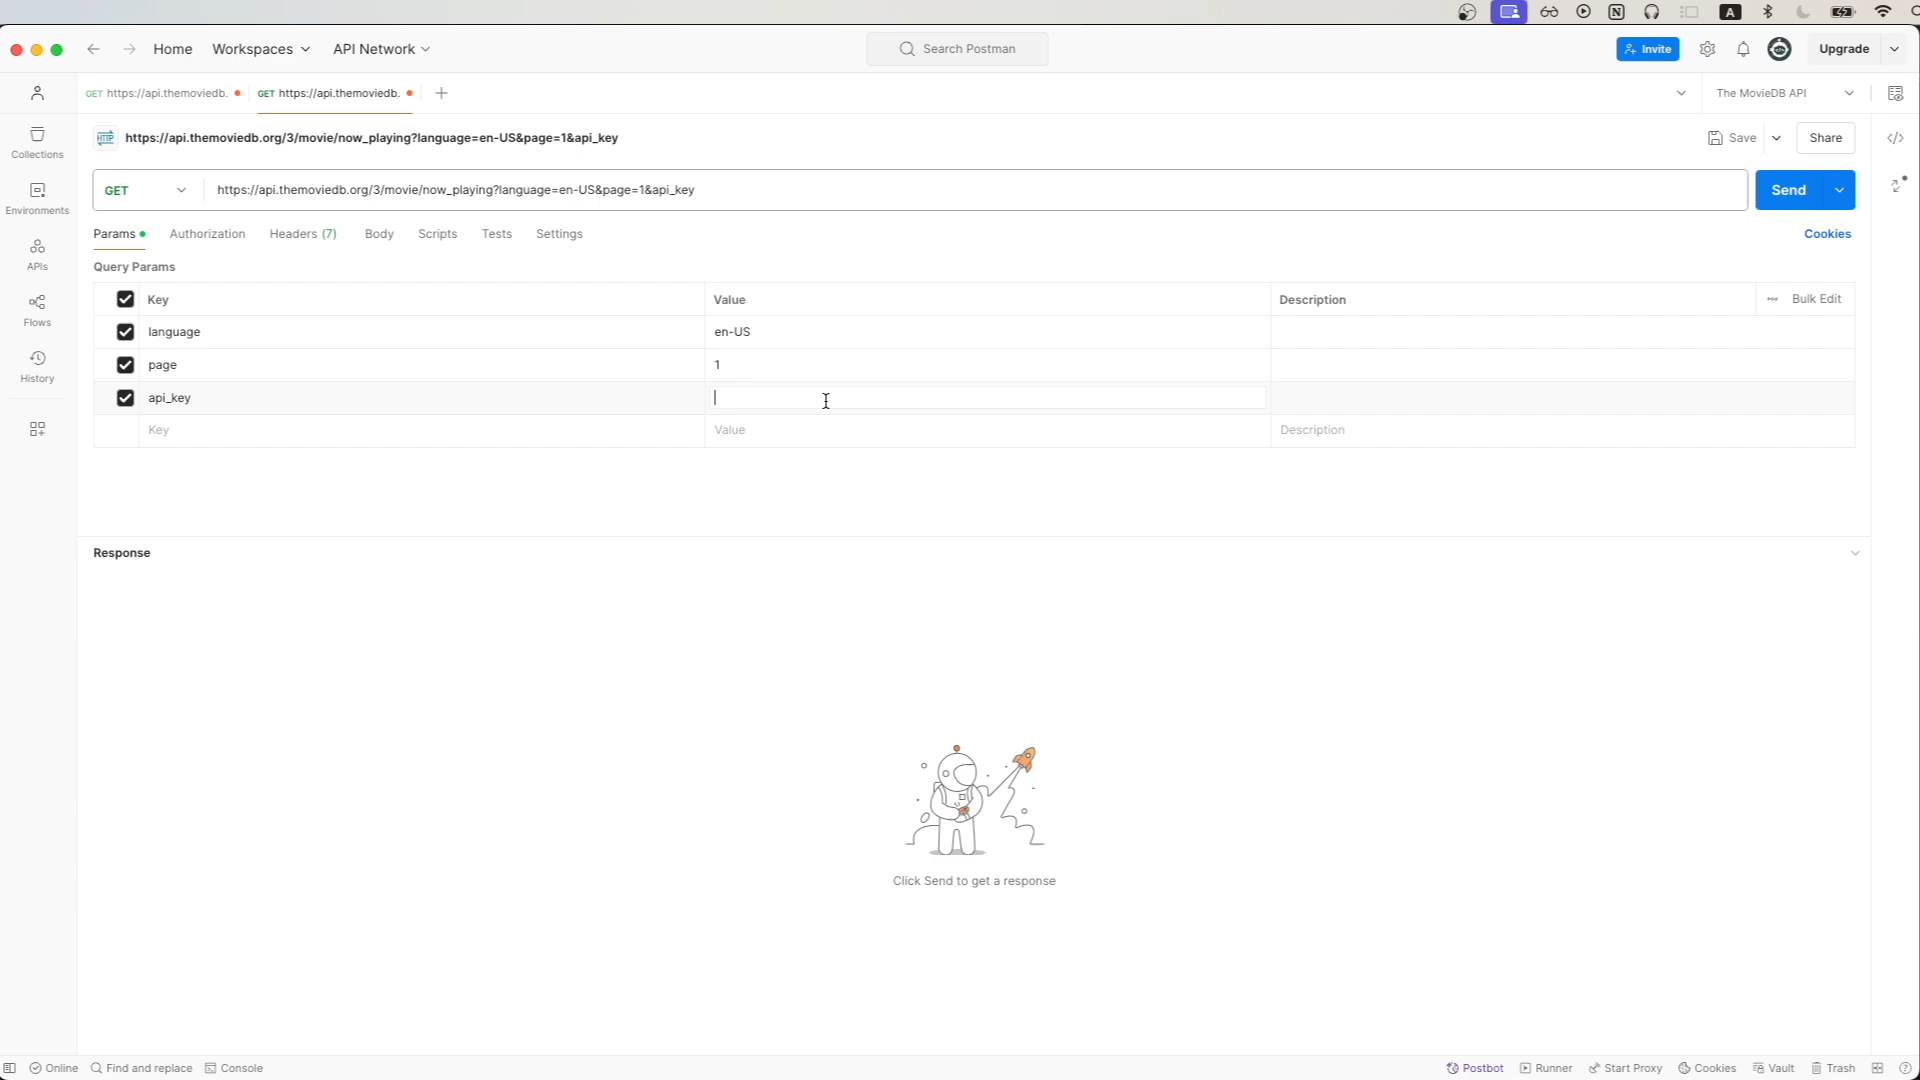 A
Home
Workspaces
API Network
Search Postman
Invite
Upgrade
GET https://api.themoviedb.
GET https://api.themoviedb.
The MovieDB API
HTTP https://api.themoviedb.org/3/movie/now_playing?language=en-US&page=1&api_key
Save
Share
Collections
Environments
APIs
Flows
History
GET
https://api.themoviedb.org/3/movie/now_playing?language=en-US&page=1&api_key
Send
Params
Authorization
Headers (7)
Body
Scripts
Tests
Settings
Cookies
Query Params
Key Value Description
Bulk Edit
language en-US
page 1
api_key
Key Value Description
Response
Click Send to get a response
Online
Find and replace
Console
Postbot
Runner
Start Proxy
Cookies
Vault
Trash